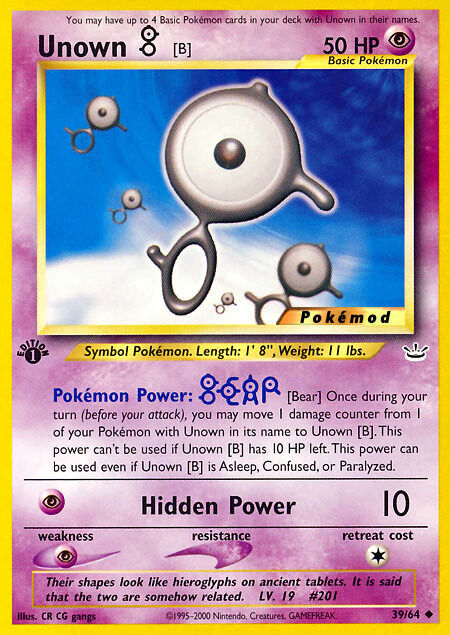 You may have up to 4 Basic Pokémon cards in your deck with Unown in their names.
Unown [B] 50 HP
Basic Pokémon
Pokémod
EDITION 1
Symbol Pokémon. Length: 1' 8", Weight: 11 lbs.
Pokémon Power: [Bear] Once during your
turn (before your attack), you may move 1 damage counter from 1
of your Pokémon with Unown in its name to Unown [B]. This
power can't be used if Unown [B] has 10 HP left. This power can
be used even if Unown [B] is Asleep, Confused, or Paralyzed.
Hidden Power 10
weakness resistance retreat cost
Their shapes look like hieroglyphs on ancient tablets. It is said
that the two are somehow related. LV. 19 #201
Illus. CR CG gangs ©1995-2000 Nintendo, Creatures, GAMEFREAK. 39/64